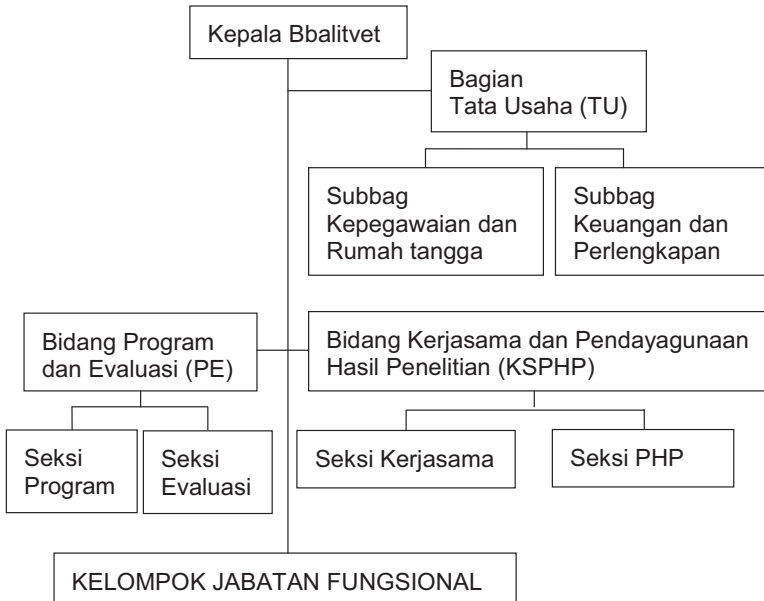 Kepala Bbalitvet
Bagian
Tata Usaha (TU)
Subbag
Kepegawaian dan
Rumah tangga
Subbag
Keuangan dan
Perlengkapan
Bidang Program
dan Evaluasi (PE)
Bidang Kerjasama dan Pendayagunaan
Hasil Penelitian (KSPHP)
Seksi
Program
Seksi
Evaluasi
Seksi Kerjasama
Seksi PHP
KELOMPOK JABATAN FUNGSIONAL